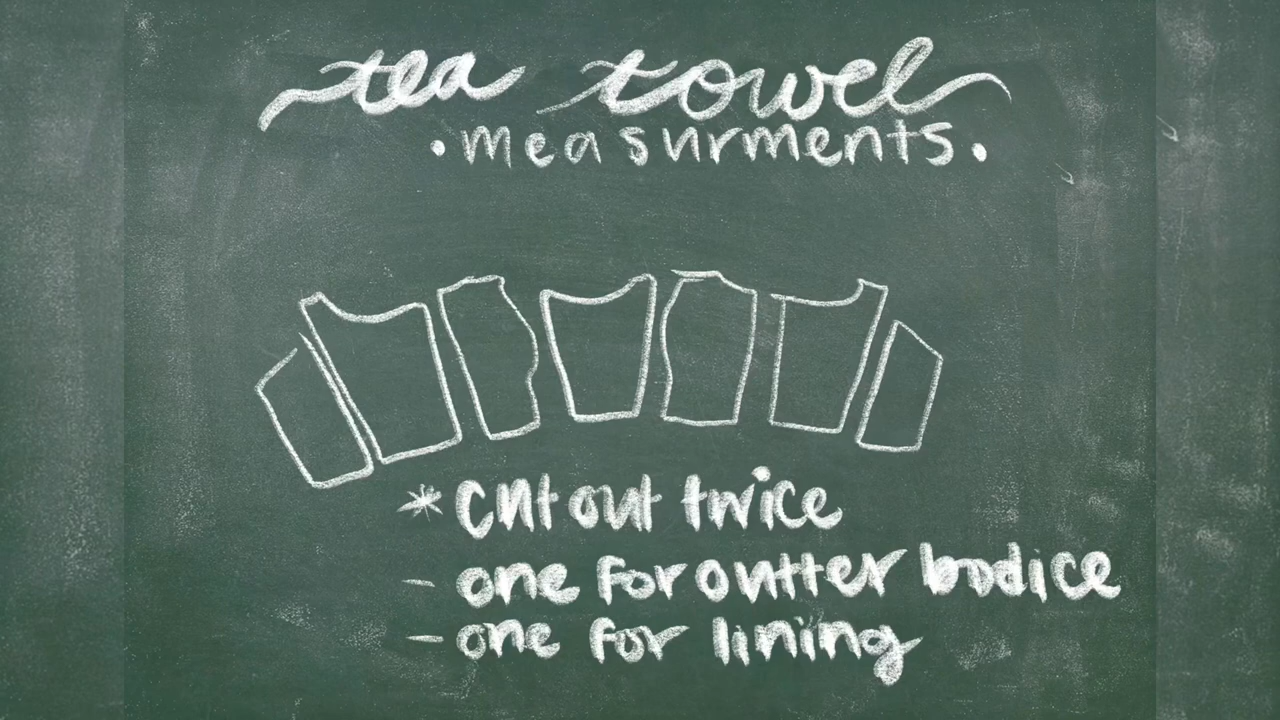 tea towel
• measurments •
* cut out twice
- one for outter bodice
- one for lining